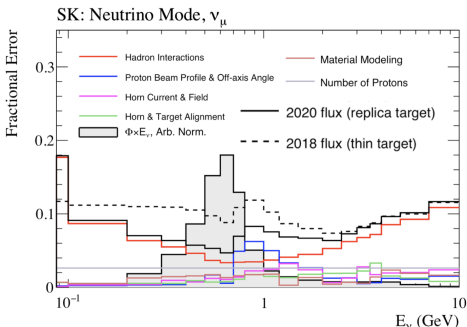 SK: Neutrino Mode, ν_μ
Fractional Error
0.3
0.2
0.1
0
Hadron Interactions
Proton Beam Profile & Off-axis Angle
Horn Current & Field
Horn & Target Alignment
Φ×E_ν, Arb. Norm.
Material Modeling
Number of Protons
2020 flux (replica target)
2018 flux (thin target)
10⁻¹
1
10
E_ν (GeV)